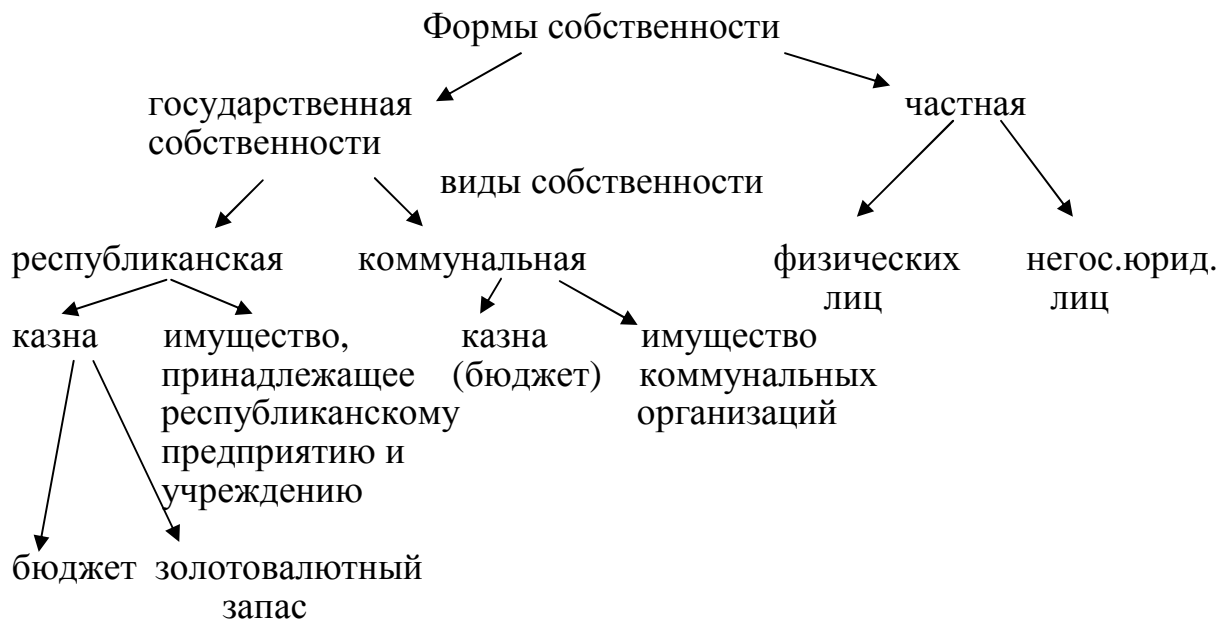 Формы собственности
государственная
собственности
частная
виды собственности
республиканская
коммунальная
физических
лиц
негос.юрид.
лиц
казна
имущество,
принадлежащее
республиканскому
предприятию и
учреждению
казна
(бюджет)
имущество
коммунальных
организаций
бюджет
золотовалютный
запас